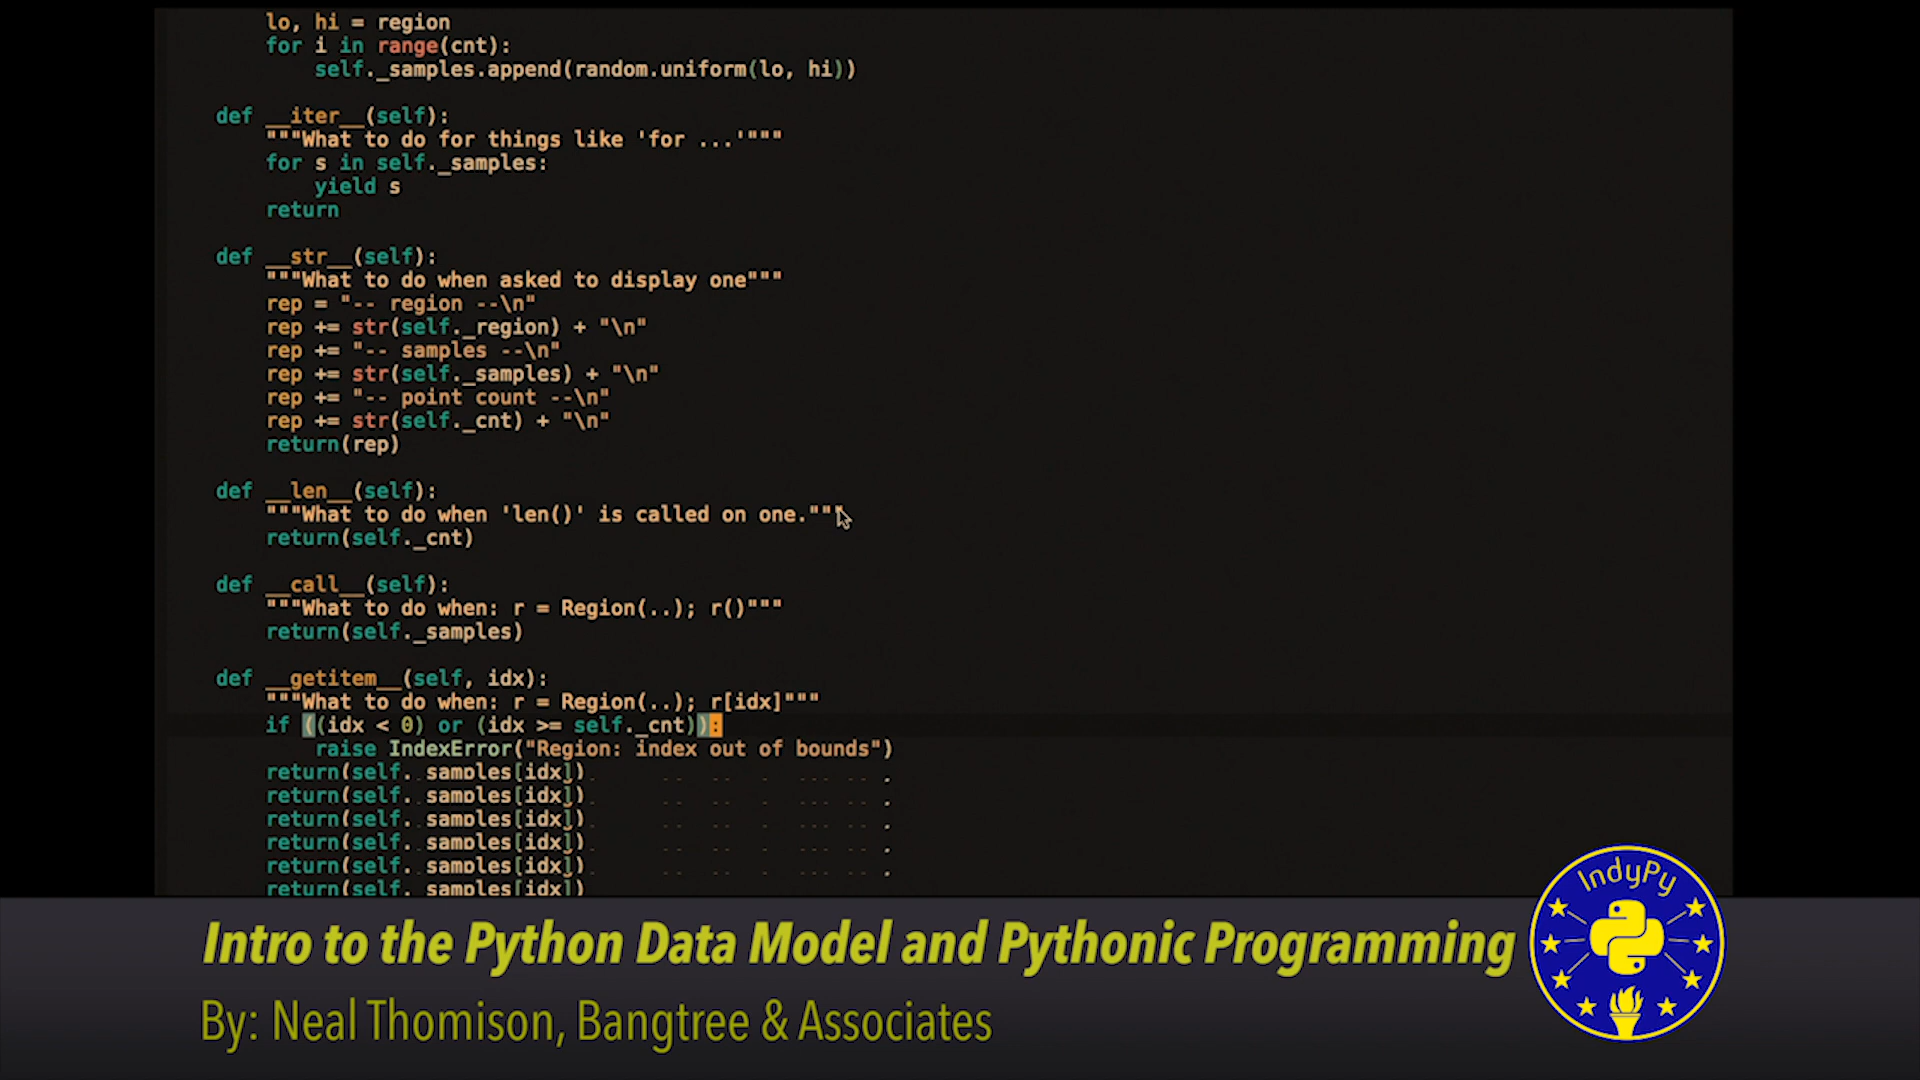 lo, hi = region
for i in range(cnt):
self._samples.append(random.uniform(lo, hi))
def __iter__(self):
"""What to do for things like 'for ...'"""
for s in self._samples:
yield s
return
def __str__(self):
"""What to do when asked to display one"""
rep = "-- region --\n"
rep += str(self._region) + "\n"
rep += "-- samples --\n"
rep += str(self._samples) + "\n"
rep += "-- point count --\n"
rep += str(self._cnt) + "\n"
return(rep)
def __len__(self):
"""What to do when 'len()' is called on one."""
return(self._cnt)
def __call__(self):
"""What to do when: r = Region(..); r()"""
return(self._samples)
def __getitem__(self, idx):
"""What to do when: r = Region(..); r[idx]"""
if ((idx < 0) or (idx >= self._cnt)):
raise IndexError("Region: index out of bounds")
return(self._samples[idx])
return(self._samples[idx])
return(self._samples[idx])
return(self._samples[idx])
return(self._samples[idx])
return(self._samples[idx])
Intro to the Python Data Model and Pythonic Programming
By: Neal Thomison, Bangtree & Associates
IndyPy